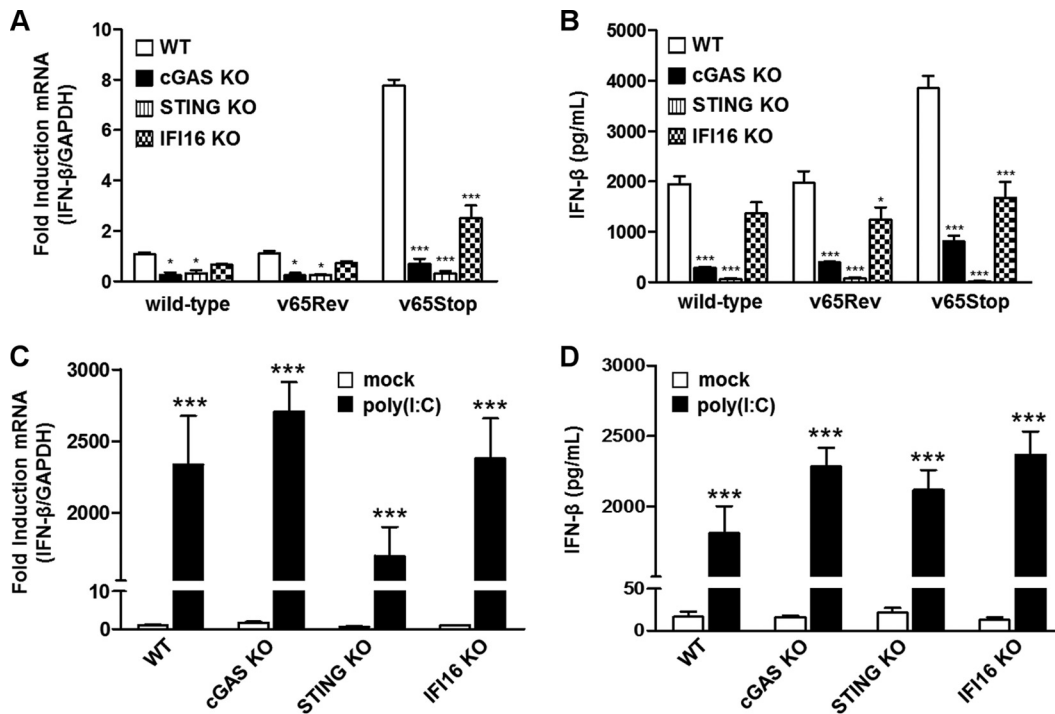 A
Fold Induction mRNA
(IFN-β/GAPDH)
10
8
6
4
2
0
WT
cGAS KO
STING KO
IFI16 KO
* * * * *** *** ***
wild-type v65Rev v65Stop
B
IFN-β (pg/mL)
5000
4000
3000
2000
1000
0
WT
cGAS KO
STING KO
IFI16 KO
*** *** *** *** * *** *** ***
wild-type v65Rev v65Stop
C
Fold Induction mRNA
(IFN-β/GAPDH)
3000
2500
2000
10
0
mock
poly(I:C)
*** *** *** ***
WT cGAS KO STING KO IFI16 KO
D
IFN-β (pg/mL)
3000
2500
2000
50
0
mock
poly(I:C)
*** *** *** ***
WT cGAS KO STING KO IFI16 KO